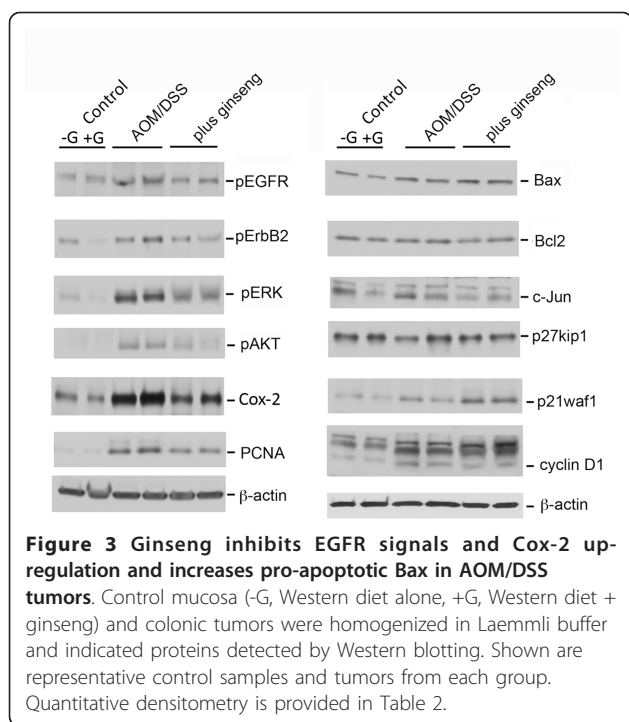 Control
AOM/DSS
plus ginseng
-G +G
pEGFR
pErbB2
pERK
pAKT
Cox-2
PCNA
β-actin
Control
AOM/DSS
plus ginseng
-G +G
Bax
Bcl2
c-Jun
p27kip1
p21waf1
cyclin D1
β-actin
Figure 3 Ginseng inhibits EGFR signals and Cox-2 up-
regulation and increases pro-apoptotic Bax in AOM/DSS
tumors. Control mucosa (-G, Western diet alone, +G, Western diet +
ginseng) and colonic tumors were homogenized in Laemmli buffer
and indicated proteins detected by Western blotting. Shown are
representative control samples and tumors from each group.
Quantitative densitometry is provided in Table 2.